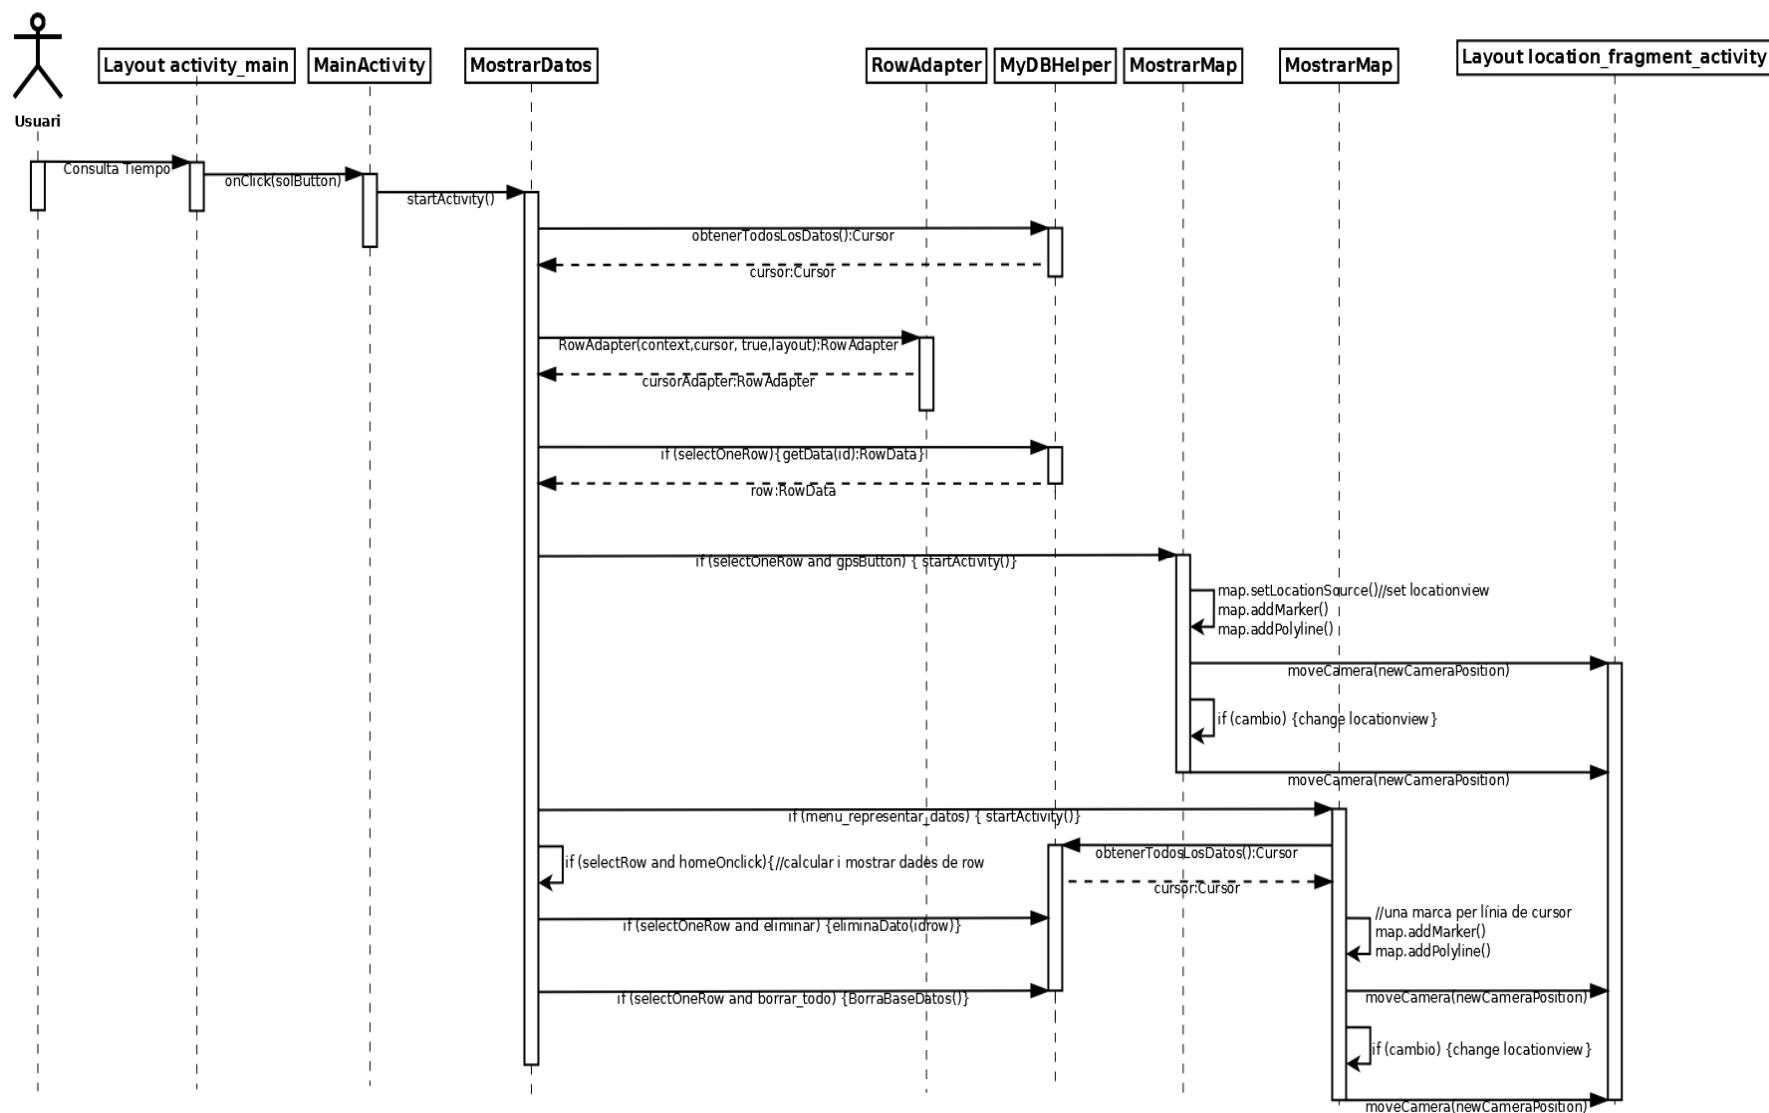 Usuari
Layout activity_main
MainActivity
MostrarDatos
RowAdapter
MyDBHelper
MostrarMap
MostrarMap
Layout location_fragment_activity
Consulta Tiempo
onClick(solButton)
startActivity()
obtenerTodosLosDatos():Cursor
cursor:Cursor
RowAdapter(context,cursor, true,layout):RowAdapter
cursorAdapter:RowAdapter
if (selectOneRow){getData(id):RowData}
row:RowData
if (selectOneRow and gpsButton) { startActivity()}
map.setLocationSource()//set locationview
map.addMarker()
map.addPolyline()
moveCamera(newCameraPosition)
if (cambio) {change locationview}
moveCamera(newCameraPosition)
if (menu_representar_datos) { startActivity()}
obtenerTodosLosDatos():Cursor
if (selectRow and homeOnclick){//calcular i mostrar dades de row
cursor:Cursor
//una marca per línia de cursor
map.addMarker()
map.addPolyline()
if (selectOneRow and eliminar) {eliminaDato(idrow)}
moveCamera(newCameraPosition)
if (selectOneRow and borrar_todo) {BorraBaseDatos()}
if (cambio) {change locationview}
moveCamera(newCameraPosition)